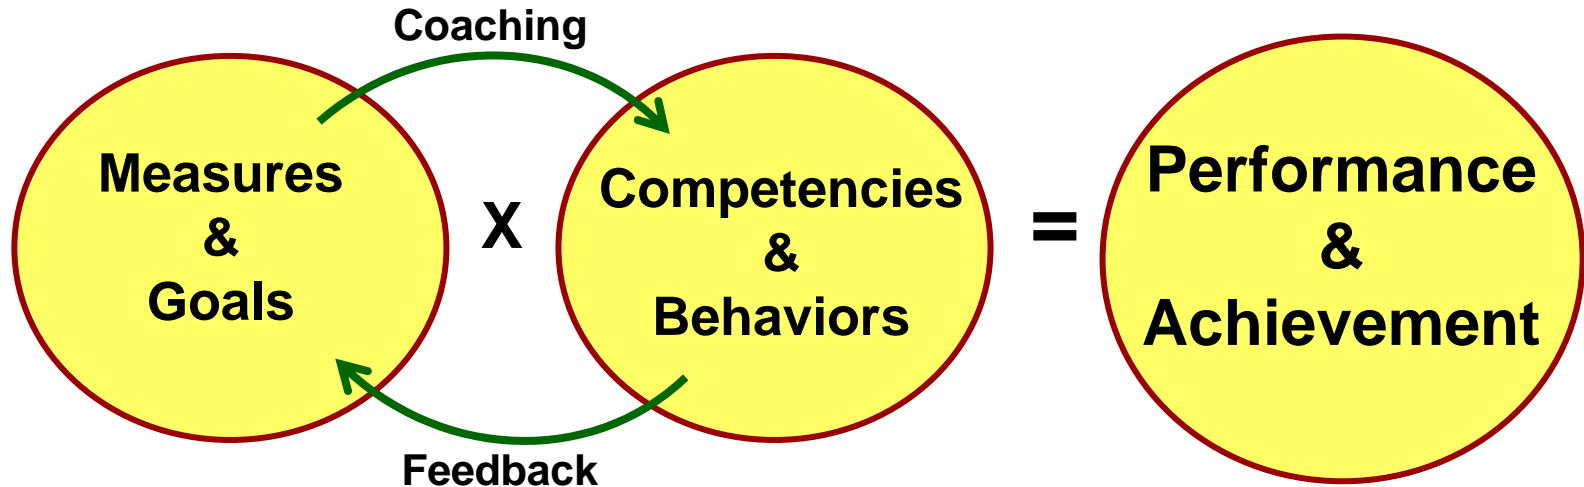 Coaching
Measures
&
Goals
X
Competencies
&
Behaviors
=
Performance
&
Achievement
Feedback